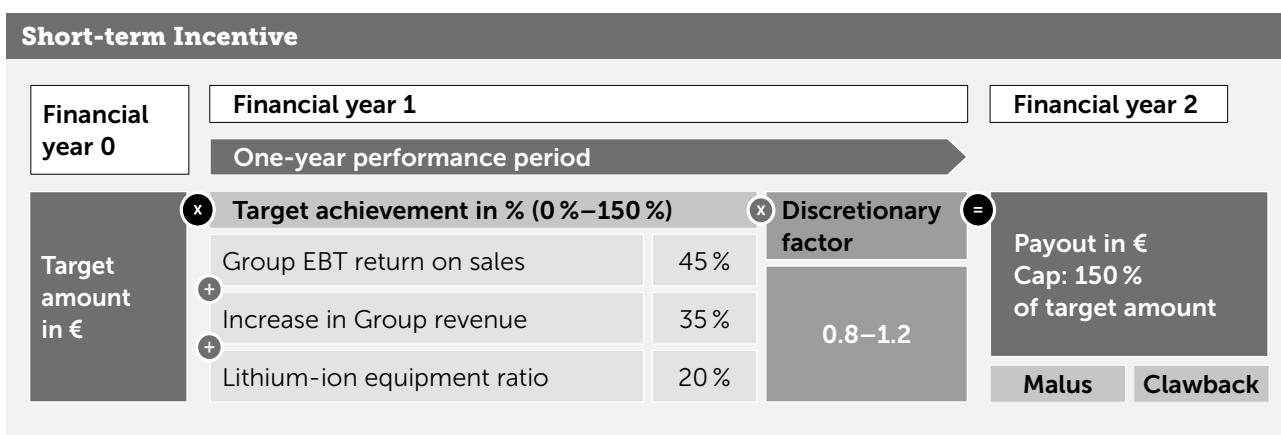 Short-term Incentive
Financial
year 0
Financial year 1
Financial year 2
One-year performance period
Target
amount
in €
x
Target achievement in % (0 %–150 %)
x
Discretionary
factor
=
Group EBT return on sales
45 %
+
Increase in Group revenue
35 %
+
Lithium-ion equipment ratio
20 %
0.8–1.2
Payout in €
Cap: 150 %
of target amount
Malus
Clawback